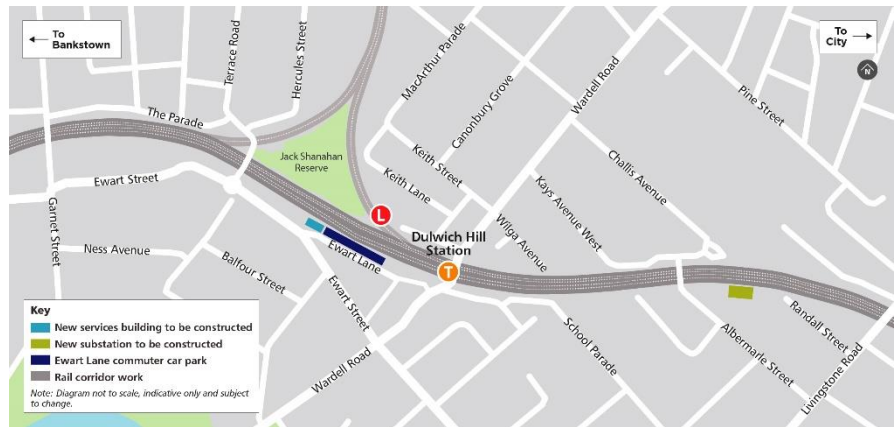 To
Bankstown
To
City
N
Terrace Road
Hercules Street
MacArthur Parade
Canonbury Grove
Wardell Road
Pine Street
The Parade
Jack Shanahan
Reserve
Keith Street
Keith Lane
Challis Avenue
Ewart Street
Garnet Street
L
Kays Avenue West
Wilga Avenue
Dulwich Hill
Station
T
Ness Avenue
Balfour Street
Ewart Lane
Ewart Street
Wardell Road
School Parade
Albermarle Street
Randall Street
Livingstone Road
Key
New services building to be constructed
New substation to be constructed
Ewart Lane commuter car park
Rail corridor work
Note: Diagram not to scale, indicative only and subject
to change.